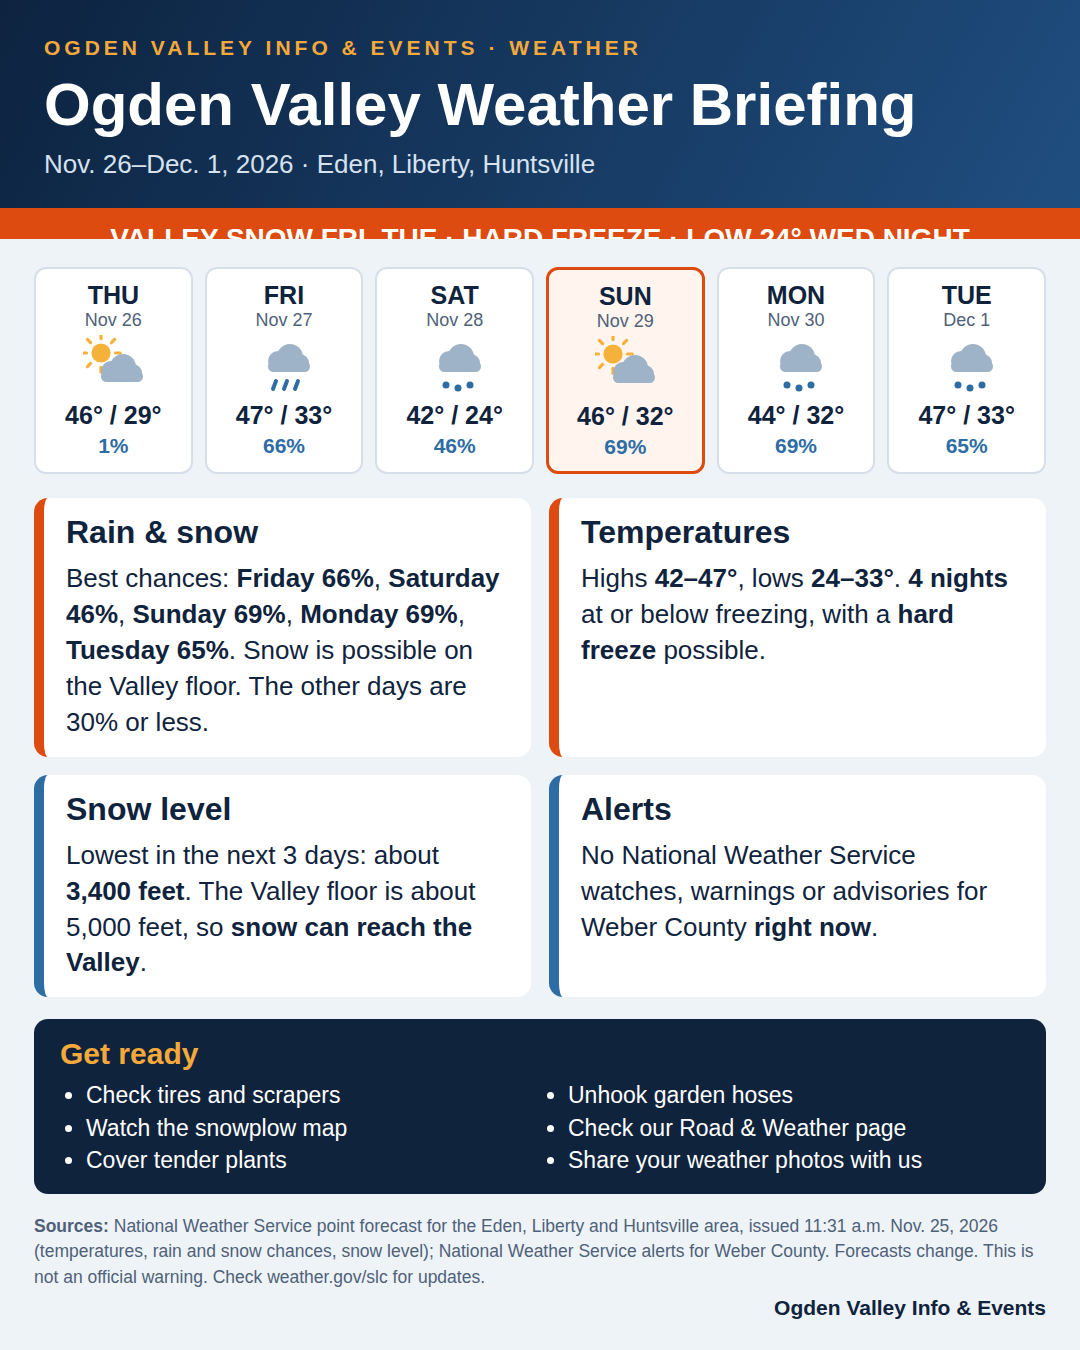 OGDEN VALLEY INFO & EVENTS · WEATHER
Ogden Valley Weather Briefing
Nov. 26–Dec. 1, 2026 · Eden, Liberty, Huntsville
VALLEY SNOW FRI–TUE · HARD FREEZE · LOW 24° WED NIGHT
THU
Nov 26
46° / 29°
1%
FRI
Nov 27
47° / 33°
66%
SAT
Nov 28
42° / 24°
46%
SUN
Nov 29
46° / 32°
69%
MON
Nov 30
44° / 32°
69%
TUE
Dec 1
47° / 33°
65%
Rain & snow
Best chances: Friday 66%, Saturday
46%, Sunday 69%, Monday 69%,
Tuesday 65%. Snow is possible on
the Valley floor. The other days are
30% or less.
Temperatures
Highs 42–47°, lows 24–33°. 4 nights
at or below freezing, with a hard
freeze possible.
Snow level
Lowest in the next 3 days: about
3,400 feet. The Valley floor is about
5,000 feet, so snow can reach the
Valley.
Alerts
No National Weather Service
watches, warnings or advisories for
Weber County right now.
Get ready
• Check tires and scrapers
• Watch the snowplow map
• Cover tender plants
• Unhook garden hoses
• Check our Road & Weather page
• Share your weather photos with us
Sources: National Weather Service point forecast for the Eden, Liberty and Huntsville area, issued 11:31 a.m. Nov. 25, 2026
(temperatures, rain and snow chances, snow level); National Weather Service alerts for Weber County. Forecasts change. This is
not an official warning. Check weather.gov/slc for updates.
Ogden Valley Info & Events